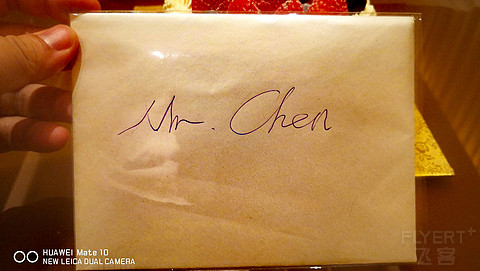 Mr. Chen
FLYERT+
飞客
HUAWEI Mate 10
NEW LEICA DUAL CAMERA